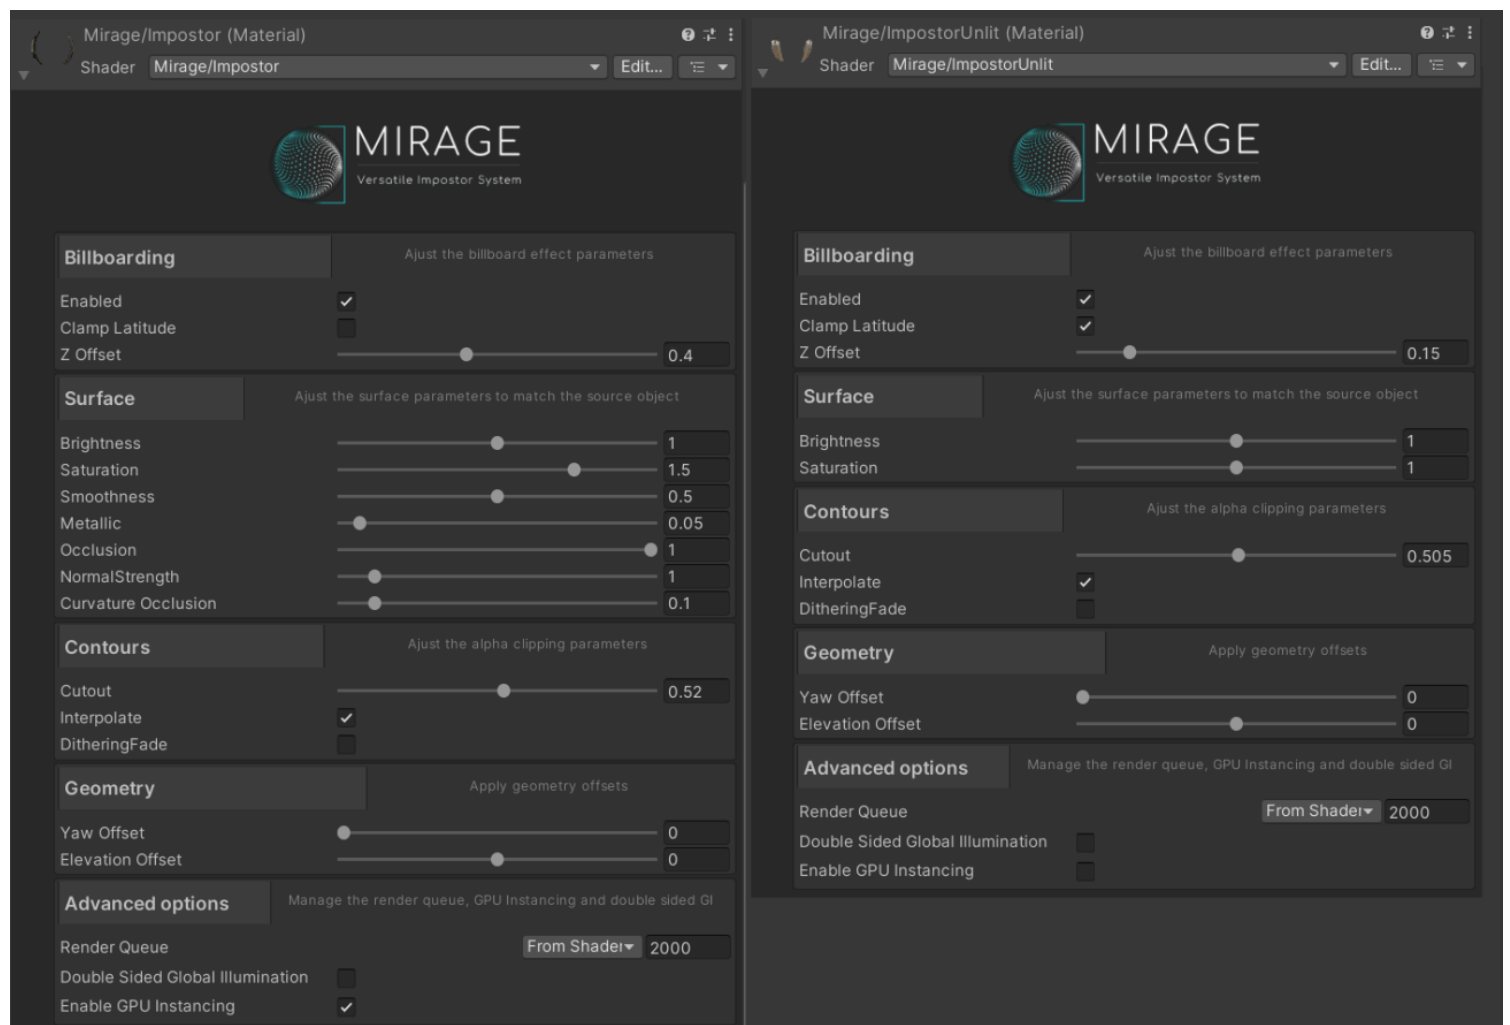 Mirage/Impostor (Material)
Shader Mirage/Impostor Edit...
MIRAGE
Versatile Impostor System
Billboarding Ajust the billboard effect parameters
Enabled
Clamp Latitude
Z Offset 0.4
Surface Ajust the surface parameters to match the source object
Brightness 1
Saturation 1.5
Smoothness 0.5
Metallic 0.05
Occlusion 1
NormalStrength 1
Curvature Occlusion 0.1
Contours Ajust the alpha clipping parameters
Cutout 0.52
Interpolate
DitheringFade
Geometry Apply geometry offsets
Yaw Offset 0
Elevation Offset 0
Advanced options Manage the render queue, GPU Instancing and double sided GI
Render Queue From Shader 2000
Double Sided Global Illumination
Enable GPU Instancing
Mirage/ImpostorUnlit (Material)
Shader Mirage/ImpostorUnlit Edit...
MIRAGE
Versatile Impostor System
Billboarding Ajust the billboard effect parameters
Enabled
Clamp Latitude
Z Offset 0.15
Surface Ajust the surface parameters to match the source object
Brightness 1
Saturation 1
Contours Ajust the alpha clipping parameters
Cutout 0.505
Interpolate
DitheringFade
Geometry Apply geometry offsets
Yaw Offset 0
Elevation Offset 0
Advanced options Manage the render queue, GPU Instancing and double sided GI
Render Queue From Shader 2000
Double Sided Global Illumination
Enable GPU Instancing